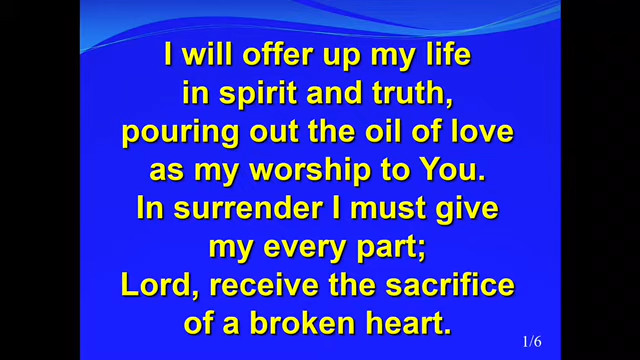 I will offer up my life
in spirit and truth,
pouring out the oil of love
as my worship to You.
In surrender I must give
my every part;
Lord, receive the sacrifice
of a broken heart.
1/6